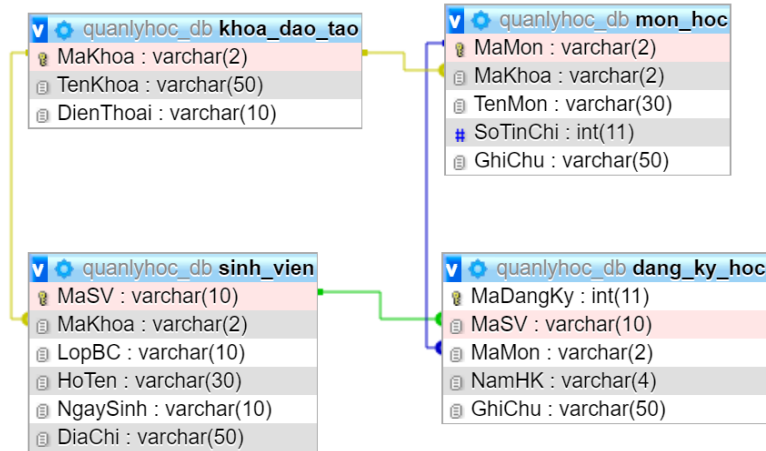 v quanlyhoc_db khoa_dao_tao
MaKhoa : varchar(2)
TenKhoa : varchar(50)
DienThoai : varchar(10)
v quanlyhoc_db mon_hoc
MaMon : varchar(2)
MaKhoa : varchar(2)
TenMon : varchar(30)
# SoTinChi : int(11)
GhiChu : varchar(50)
v quanlyhoc_db sinh_vien
MaSV : varchar(10)
MaKhoa : varchar(2)
LopBC : varchar(10)
HoTen : varchar(30)
NgaySinh : varchar(10)
DiaChi : varchar(50)
v quanlyhoc_db dang_ky_hoc
MaDangKy : int(11)
MaSV : varchar(10)
MaMon : varchar(2)
NamHK : varchar(4)
GhiChu : varchar(50)